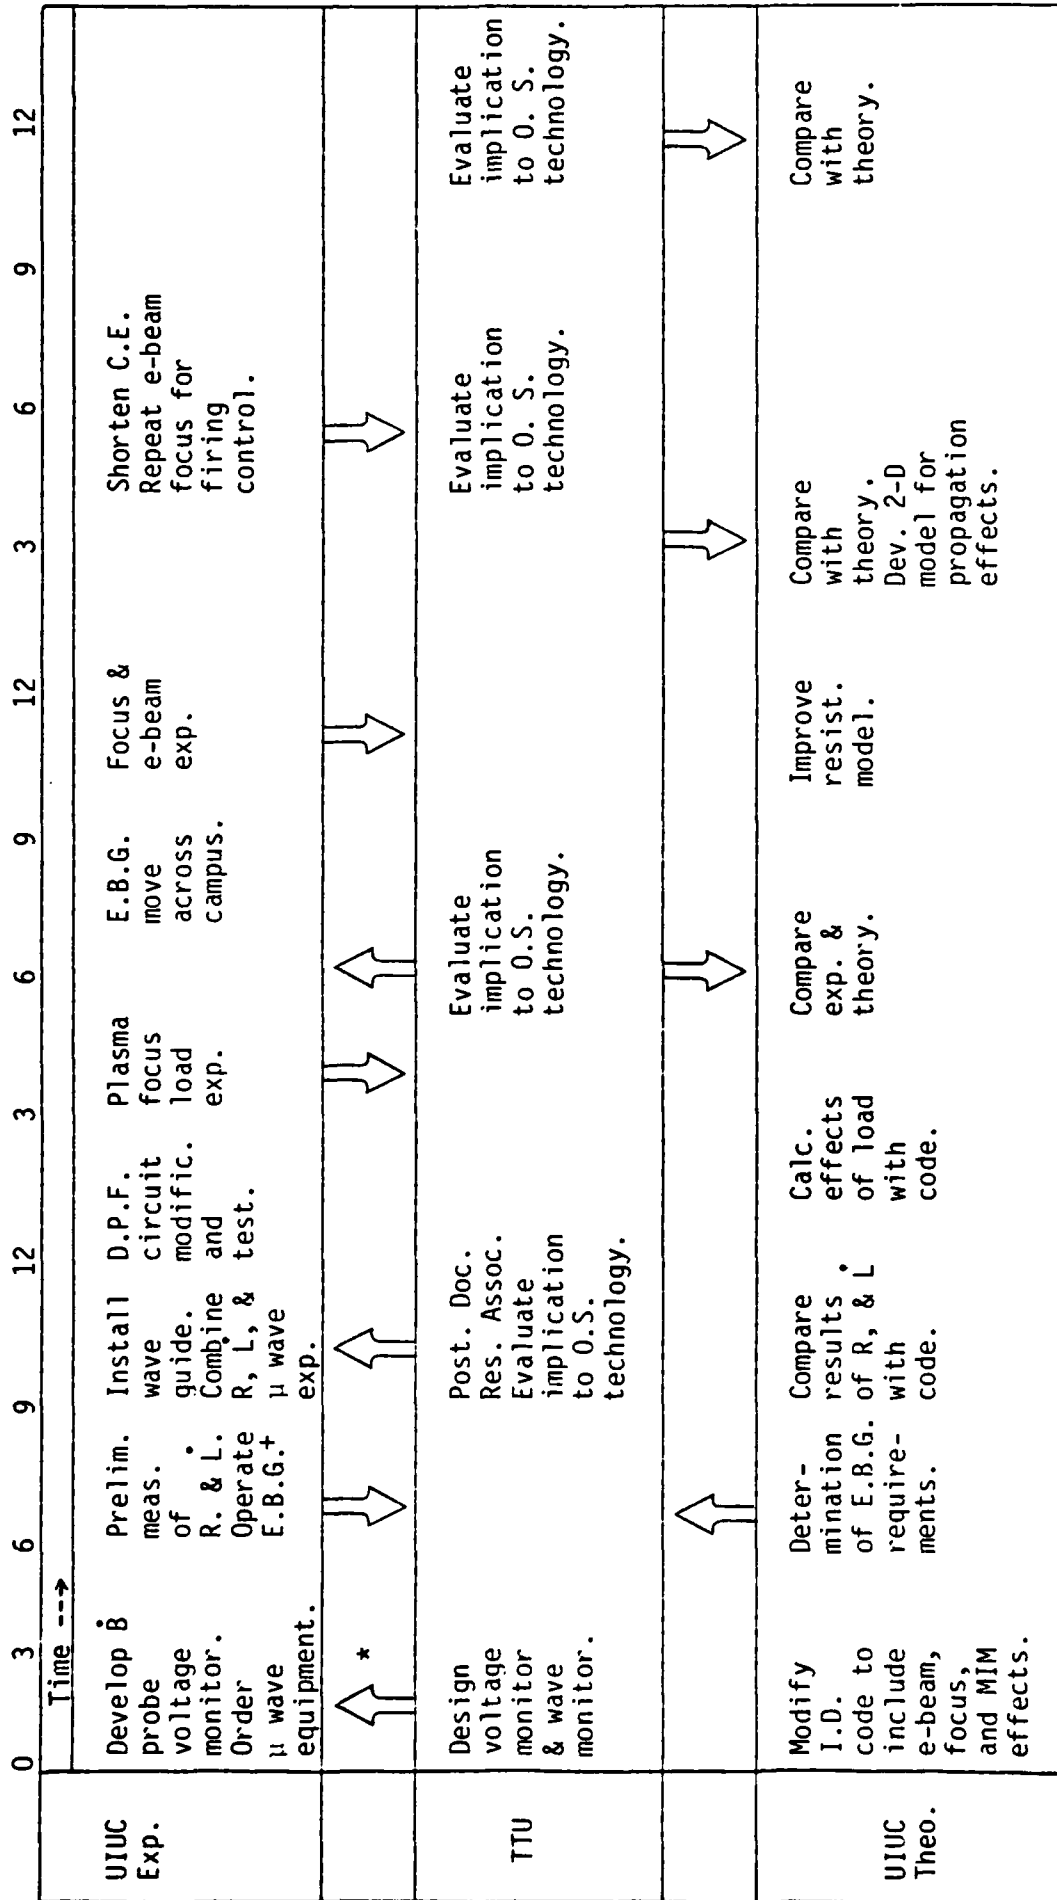 0 3 6 9 12 3 6 9 12 3 6 9 12
Time --->
UIUC
Exp.
Develop Ḃ
probe
voltage
monitor.
Order
μ wave
equipment.
Prelim.
meas.
of
R. & L̇.
Operate
E.B.G.+
Install
wave
guide.
Combine
R, L̇, &
μ wave
exp.
D.P.F.
circuit
modific.
and
test.
Plasma
focus
load
exp.
E.B.G.
move
across
campus.
Focus &
e-beam
exp.
Shorten C.E.
Repeat e-beam
focus for
firing
control.
*
TTU
Design
voltage
monitor
& wave
monitor.
Post. Doc.
Res. Assoc.
Evaluate
implication
to O.S.
technology.
Evaluate
implication
to O.S.
technology.
Evaluate
implication
to O. S.
technology.
Evaluate
implication
to O. S.
technology.
UIUC
Theo.
Modify
I.D.
code to
include
e-beam,
focus,
and MIM
effects.
Deter-
mination
of E.B.G.
require-
ments.
Compare
results
of R, & L̇
with
code.
Calc.
effects
of load
with
code.
Compare
exp. &
theory.
Improve
resist.
model.
Compare
with
theory.
Dev. 2-D
model for
propagation
effects.
Compare
with
theory.